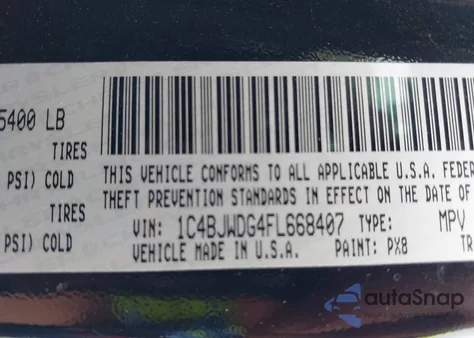 5400 LB
TIRES THIS VEHICLE CONFORMS TO ALL APPLICABLE U.S.A. FEDER
PSI) COLD THEFT PREVENTION STANDARDS IN EFFECT ON THE DATE OF
TIRES VIN: 1C4BJWDG4FL668407 TYPE: MPV
PSI) COLD VEHICLE MADE IN U.S.A. PAINT: PX8 TR
autoSnap